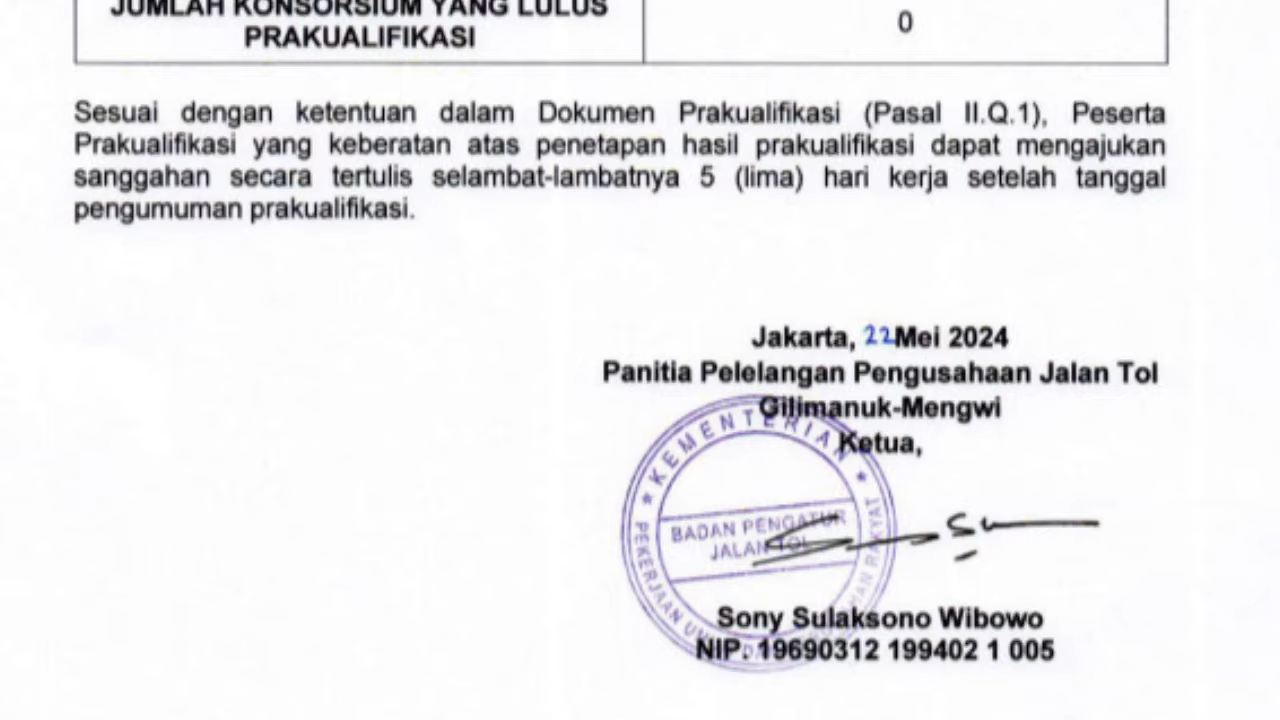 JUMLAH KONSORSIUM YANG LULUS
PRAKUALIFIKASI
0
Sesuai dengan ketentuan dalam Dokumen Prakualifikasi (Pasal II.Q.1), Peserta
Prakualifikasi yang keberatan atas penetapan hasil prakualifikasi dapat mengajukan
sanggahan secara tertulis selambat-lambatnya 5 (lima) hari kerja setelah tanggal
pengumuman prakualifikasi.
Jakarta, 22 Mei 2024
Panitia Pelelangan Pengusahaan Jalan Tol
Gilimanuk-Mengwi
Ketua,
KEMENTERIAN
BADAN PENGATUR
JALAN TOL
PEKERJAAN RAKYAT
Sony Sulaksono Wibowo
NIP. 19690312 199402 1 005